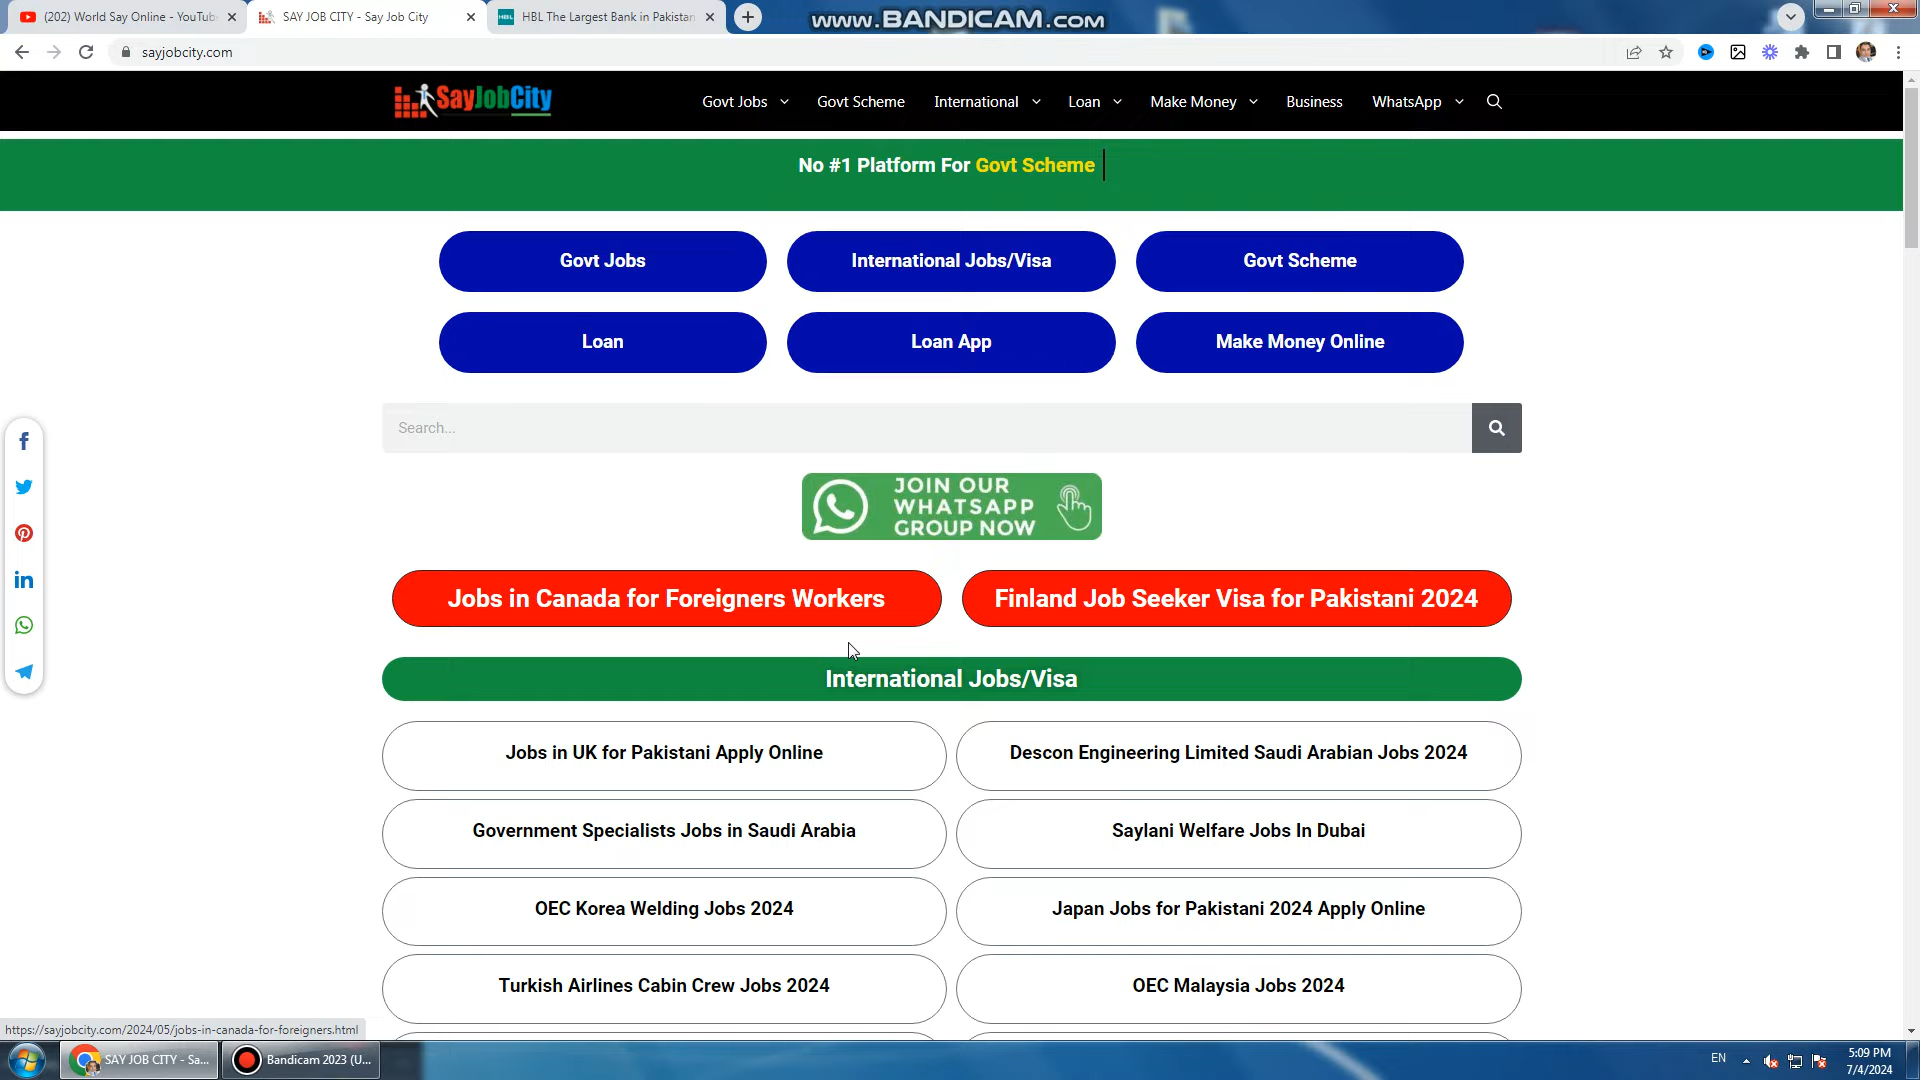 (202) World Say Online - YouTub
SAY JOB CITY - Say Job City
HBL The Largest Bank in Pakistan
WWW.BANDICAM.COM
sayjobcity.com
SayJobCity
Govt Jobs
Govt Scheme
International
Loan
Make Money
Business
WhatsApp
No #1 Platform For Govt Scheme
Govt Jobs
International Jobs/Visa
Govt Scheme
Loan
Loan App
Make Money Online
Search...
JOIN OUR
WHATSAPP
GROUP NOW
Jobs in Canada for Foreigners Workers
Finland Job Seeker Visa for Pakistani 2024
International Jobs/Visa
Jobs in UK for Pakistani Apply Online
Descon Engineering Limited Saudi Arabian Jobs 2024
Government Specialists Jobs in Saudi Arabia
Saylani Welfare Jobs In Dubai
OEC Korea Welding Jobs 2024
Japan Jobs for Pakistani 2024 Apply Online
Turkish Airlines Cabin Crew Jobs 2024
OEC Malaysia Jobs 2024
https://sayjobcity.com/2024/05/jobs-in-canada-for-foreigners.html
SAY JOB CITY - Sa...
Bandicam 2023 (U...
EN
5:09 PM
7/4/2024